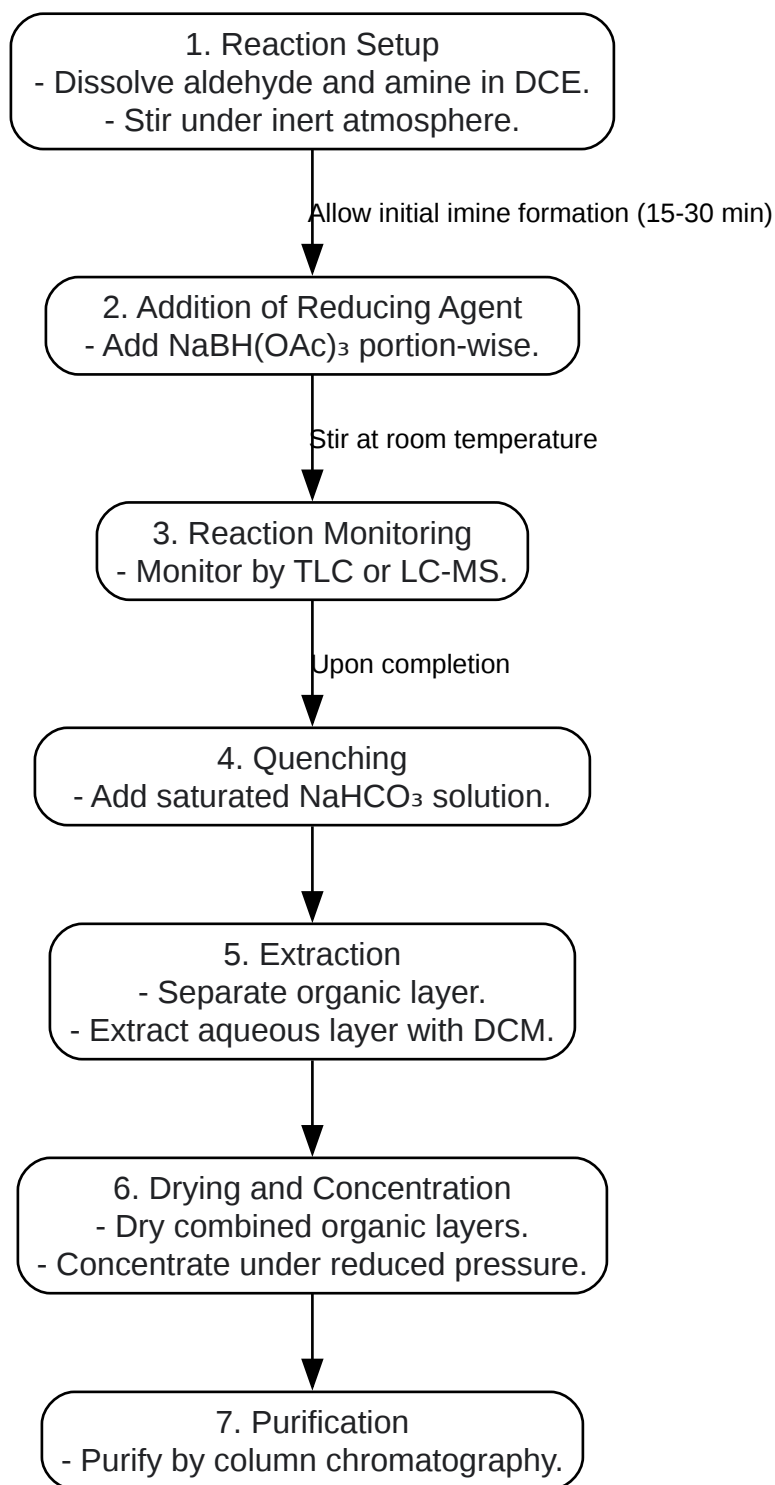 1. Reaction Setup
- Dissolve aldehyde and amine in DCE.
- Stir under inert atmosphere.
Allow initial imine formation (15-30 min)
2. Addition of Reducing Agent
- Add NaBH(OAc)₃ portion-wise.
Stir at room temperature
3. Reaction Monitoring
- Monitor by TLC or LC-MS.
Upon completion
4. Quenching
- Add saturated NaHCO₃ solution.
5. Extraction
- Separate organic layer.
- Extract aqueous layer with DCM.
6. Drying and Concentration
- Dry combined organic layers.
- Concentrate under reduced pressure.
7. Purification
- Purify by column chromatography.